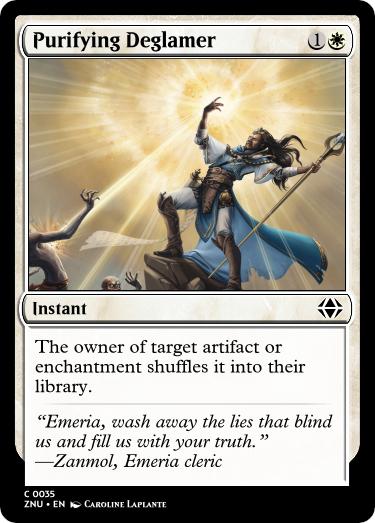 Purifying Deglamer 1
Instant
The owner of target artifact or
enchantment shuffles it into their
library.
“Emeria, wash away the lies that blind
us and fill us with your truth.”
—Zanmol, Emeria cleric
C 0035
ZNU • EN Caroline Laplante